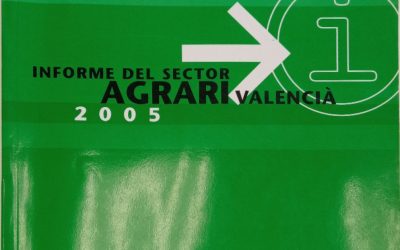 INFORME DEL SECTOR
AGRARI VALENCIÀ
2005